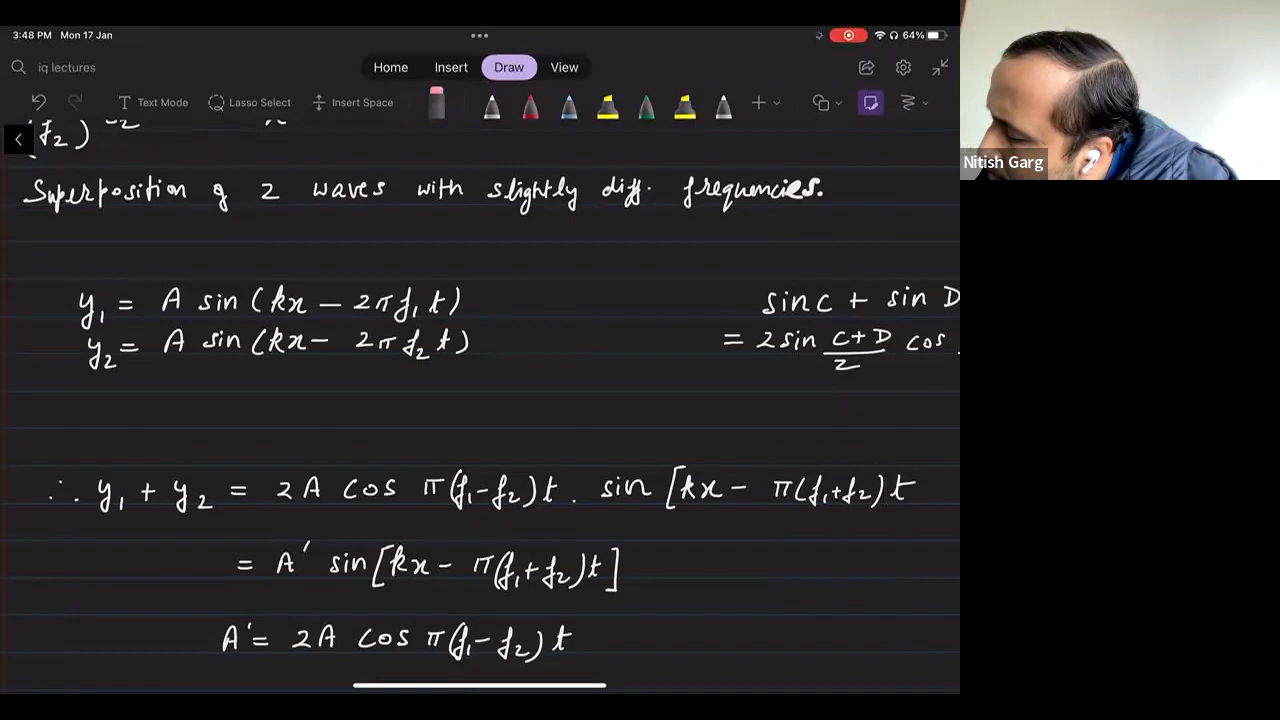 3:48 PM Mon 17 Jan
64%
iq lectures
Home Insert Draw View
Text Mode Lasso Select Insert Space
(f₂)
Superposition of 2 waves with slightly diff. frequencies.
y₁ = A sin(kx - 2πf₁t)
y₂ = A sin(kx - 2πf₂t)
sinC + sin D
= 2sin (C+D)/2 cos
∴ y₁ + y₂ = 2A cos π(f₁-f₂)t . sin [kx - π(f₁+f₂)t
= A' sin[kx - π(f₁+f₂)t]
A' = 2A cos π(f₁-f₂)t
Nitish Garg